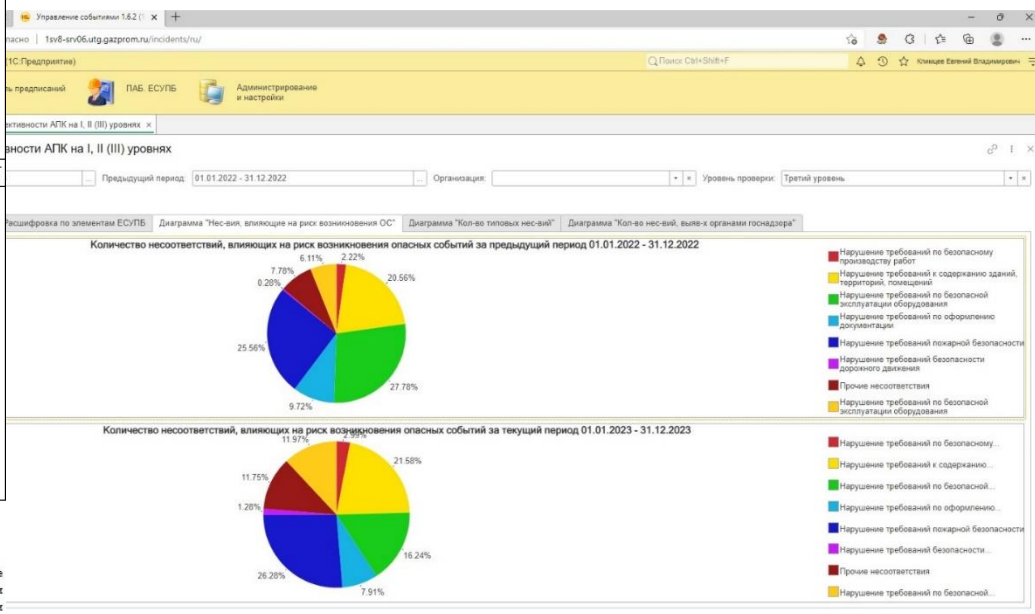 Управление событиями 1.6.2 (1
пасно | 1sv8-srv06.utg.gazprom.ru/incidents/ru/
(1С:Предприятие)
Поиск Ctrl+Shift+F
Климцев Евгений Владимирович
ь предписаний
ПАБ. ЕСУПБ
Администрирование
и настройки
ективности АПК на I, II (III) уровнях
вности АПК на I, II (III) уровнях
Предыдущий период: 01.01.2022 - 31.12.2022
Организация:
Уровень проверки: Третий уровень
Расшифровка по элементам ЕСУПБ
Диаграмма "Нес-вия, влияющие на риск возникновения ОС"
Диаграмма "Кол-во типовых нес-вий"
Диаграмма "Кол-во нес-вий, выяв-х органами госнадзора"
Количество несоответствий, влияющих на риск возникновения опасных событий за предыдущий период 01.01.2022 - 31.12.2022
6.11%
2.22%
7.78%
20.56%
0.28%
25.56%
27.78%
9.72%
Нарушение требований по безопасному
производству работ
Нарушение требований к содержанию зданий,
территорий, помещений
Нарушение требований по безопасной
эксплуатации оборудования
Нарушение требований по оформлению
документации
Нарушение требований пожарной безопасности
Нарушение требований безопасности
дорожного движения
Прочие несоответствия
Нарушение требований по безопасной
эксплуатации оборудования
Количество несоответствий, влияющих на риск возникновения опасных событий за текущий период 01.01.2023 - 31.12.2023
11.97%
2.99%
21.58%
11.75%
1.28%
16.24%
26.28%
7.91%
Нарушение требований по безопасному...
Нарушение требований к содержанию...
Нарушение требований по безопасной...
Нарушение требований по оформлению...
Нарушение требований пожарной безопасности
Нарушение требований безопасности...
Прочие несоответствия
Нарушение требований по безопасной...